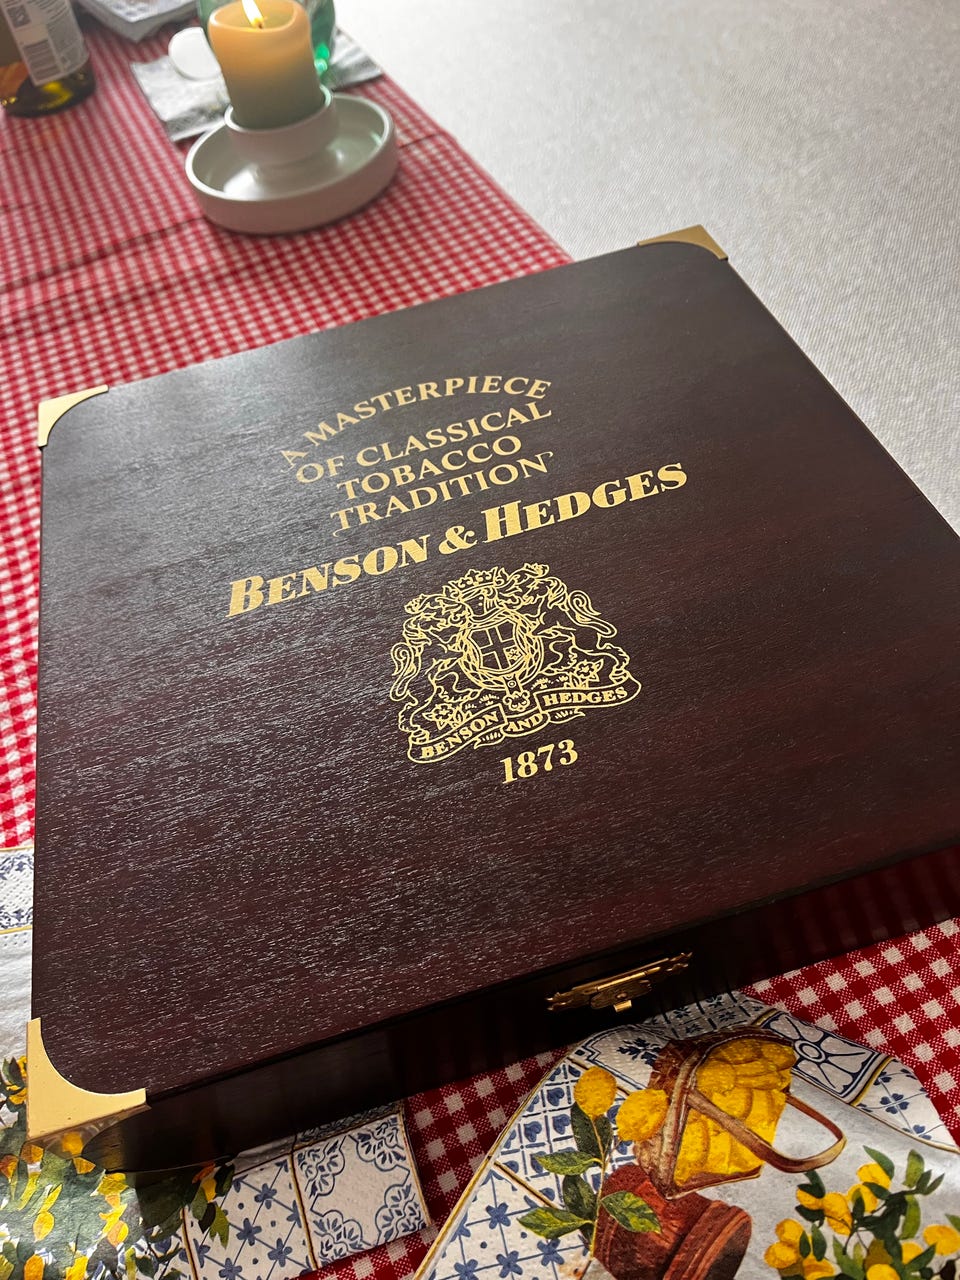 A MASTERPIECE
OF CLASSICAL
TOBACCO
TRADITION
BENSON & HEDGES
BENSON AND HEDGES
1873